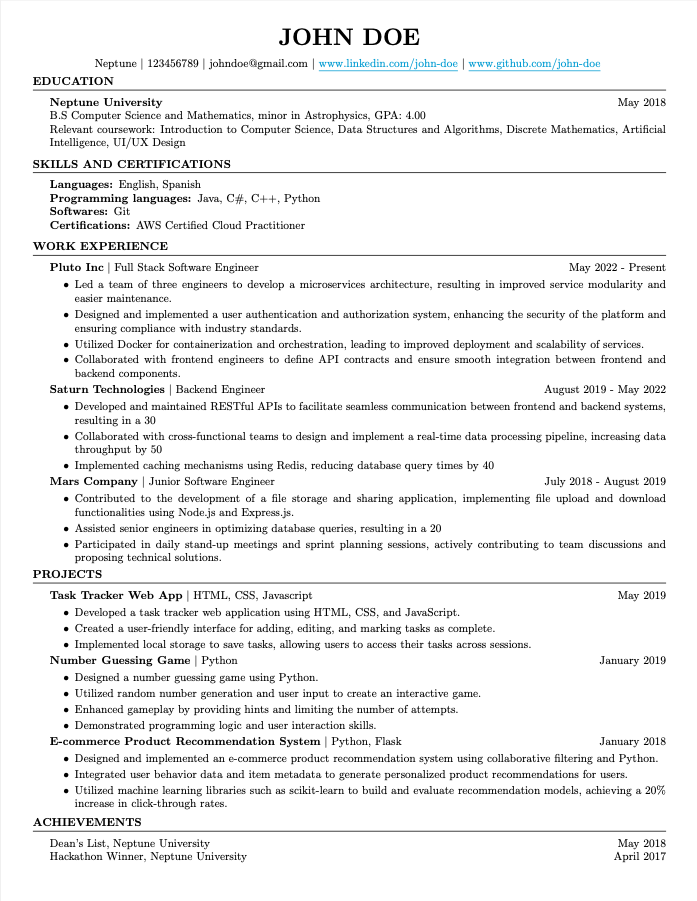 JOHN DOE
Neptune | 123456789 | johndoe@gmail.com | www.linkedin.com/john-doe | www.github.com/john-doe
EDUCATION
Neptune University May 2018
B.S Computer Science and Mathematics, minor in Astrophysics, GPA: 4.00
Relevant coursework: Introduction to Computer Science, Data Structures and Algorithms, Discrete Mathematics, Artificial
Intelligence, UI/UX Design
SKILLS AND CERTIFICATIONS
Languages: English, Spanish
Programming languages: Java, C#, C++, Python
Softwares: Git
Certifications: AWS Certified Cloud Practitioner
WORK EXPERIENCE
Pluto Inc | Full Stack Software Engineer May 2022 - Present
• Led a team of three engineers to develop a microservices architecture, resulting in improved service modularity and
easier maintenance.
• Designed and implemented a user authentication and authorization system, enhancing the security of the platform and
ensuring compliance with industry standards.
• Utilized Docker for containerization and orchestration, leading to improved deployment and scalability of services.
• Collaborated with frontend engineers to define API contracts and ensure smooth integration between frontend and
backend components.
Saturn Technologies | Backend Engineer August 2019 - May 2022
• Developed and maintained RESTful APIs to facilitate seamless communication between frontend and backend systems,
resulting in a 30
• Collaborated with cross-functional teams to design and implement a real-time data processing pipeline, increasing data
throughput by 50
• Implemented caching mechanisms using Redis, reducing database query times by 40
Mars Company | Junior Software Engineer July 2018 - August 2019
• Contributed to the development of a file storage and sharing application, implementing file upload and download
functionalities using Node.js and Express.js.
• Assisted senior engineers in optimizing database queries, resulting in a 20
• Participated in daily stand-up meetings and sprint planning sessions, actively contributing to team discussions and
proposing technical solutions.
PROJECTS
Task Tracker Web App | HTML, CSS, Javascript May 2019
• Developed a task tracker web application using HTML, CSS, and JavaScript.
• Created a user-friendly interface for adding, editing, and marking tasks as complete.
• Implemented local storage to save tasks, allowing users to access their tasks across sessions.
Number Guessing Game | Python January 2019
• Designed a number guessing game using Python.
• Utilized random number generation and user input to create an interactive game.
• Enhanced gameplay by providing hints and limiting the number of attempts.
• Demonstrated programming logic and user interaction skills.
E-commerce Product Recommendation System | Python, Flask January 2018
• Designed and implemented an e-commerce product recommendation system using collaborative filtering and Python.
• Integrated user behavior data and item metadata to generate personalized product recommendations for users.
• Utilized machine learning libraries such as scikit-learn to build and evaluate recommendation models, achieving a 20%
increase in click-through rates.
ACHIEVEMENTS
Dean's List, Neptune University May 2018
Hackathon Winner, Neptune University April 2017